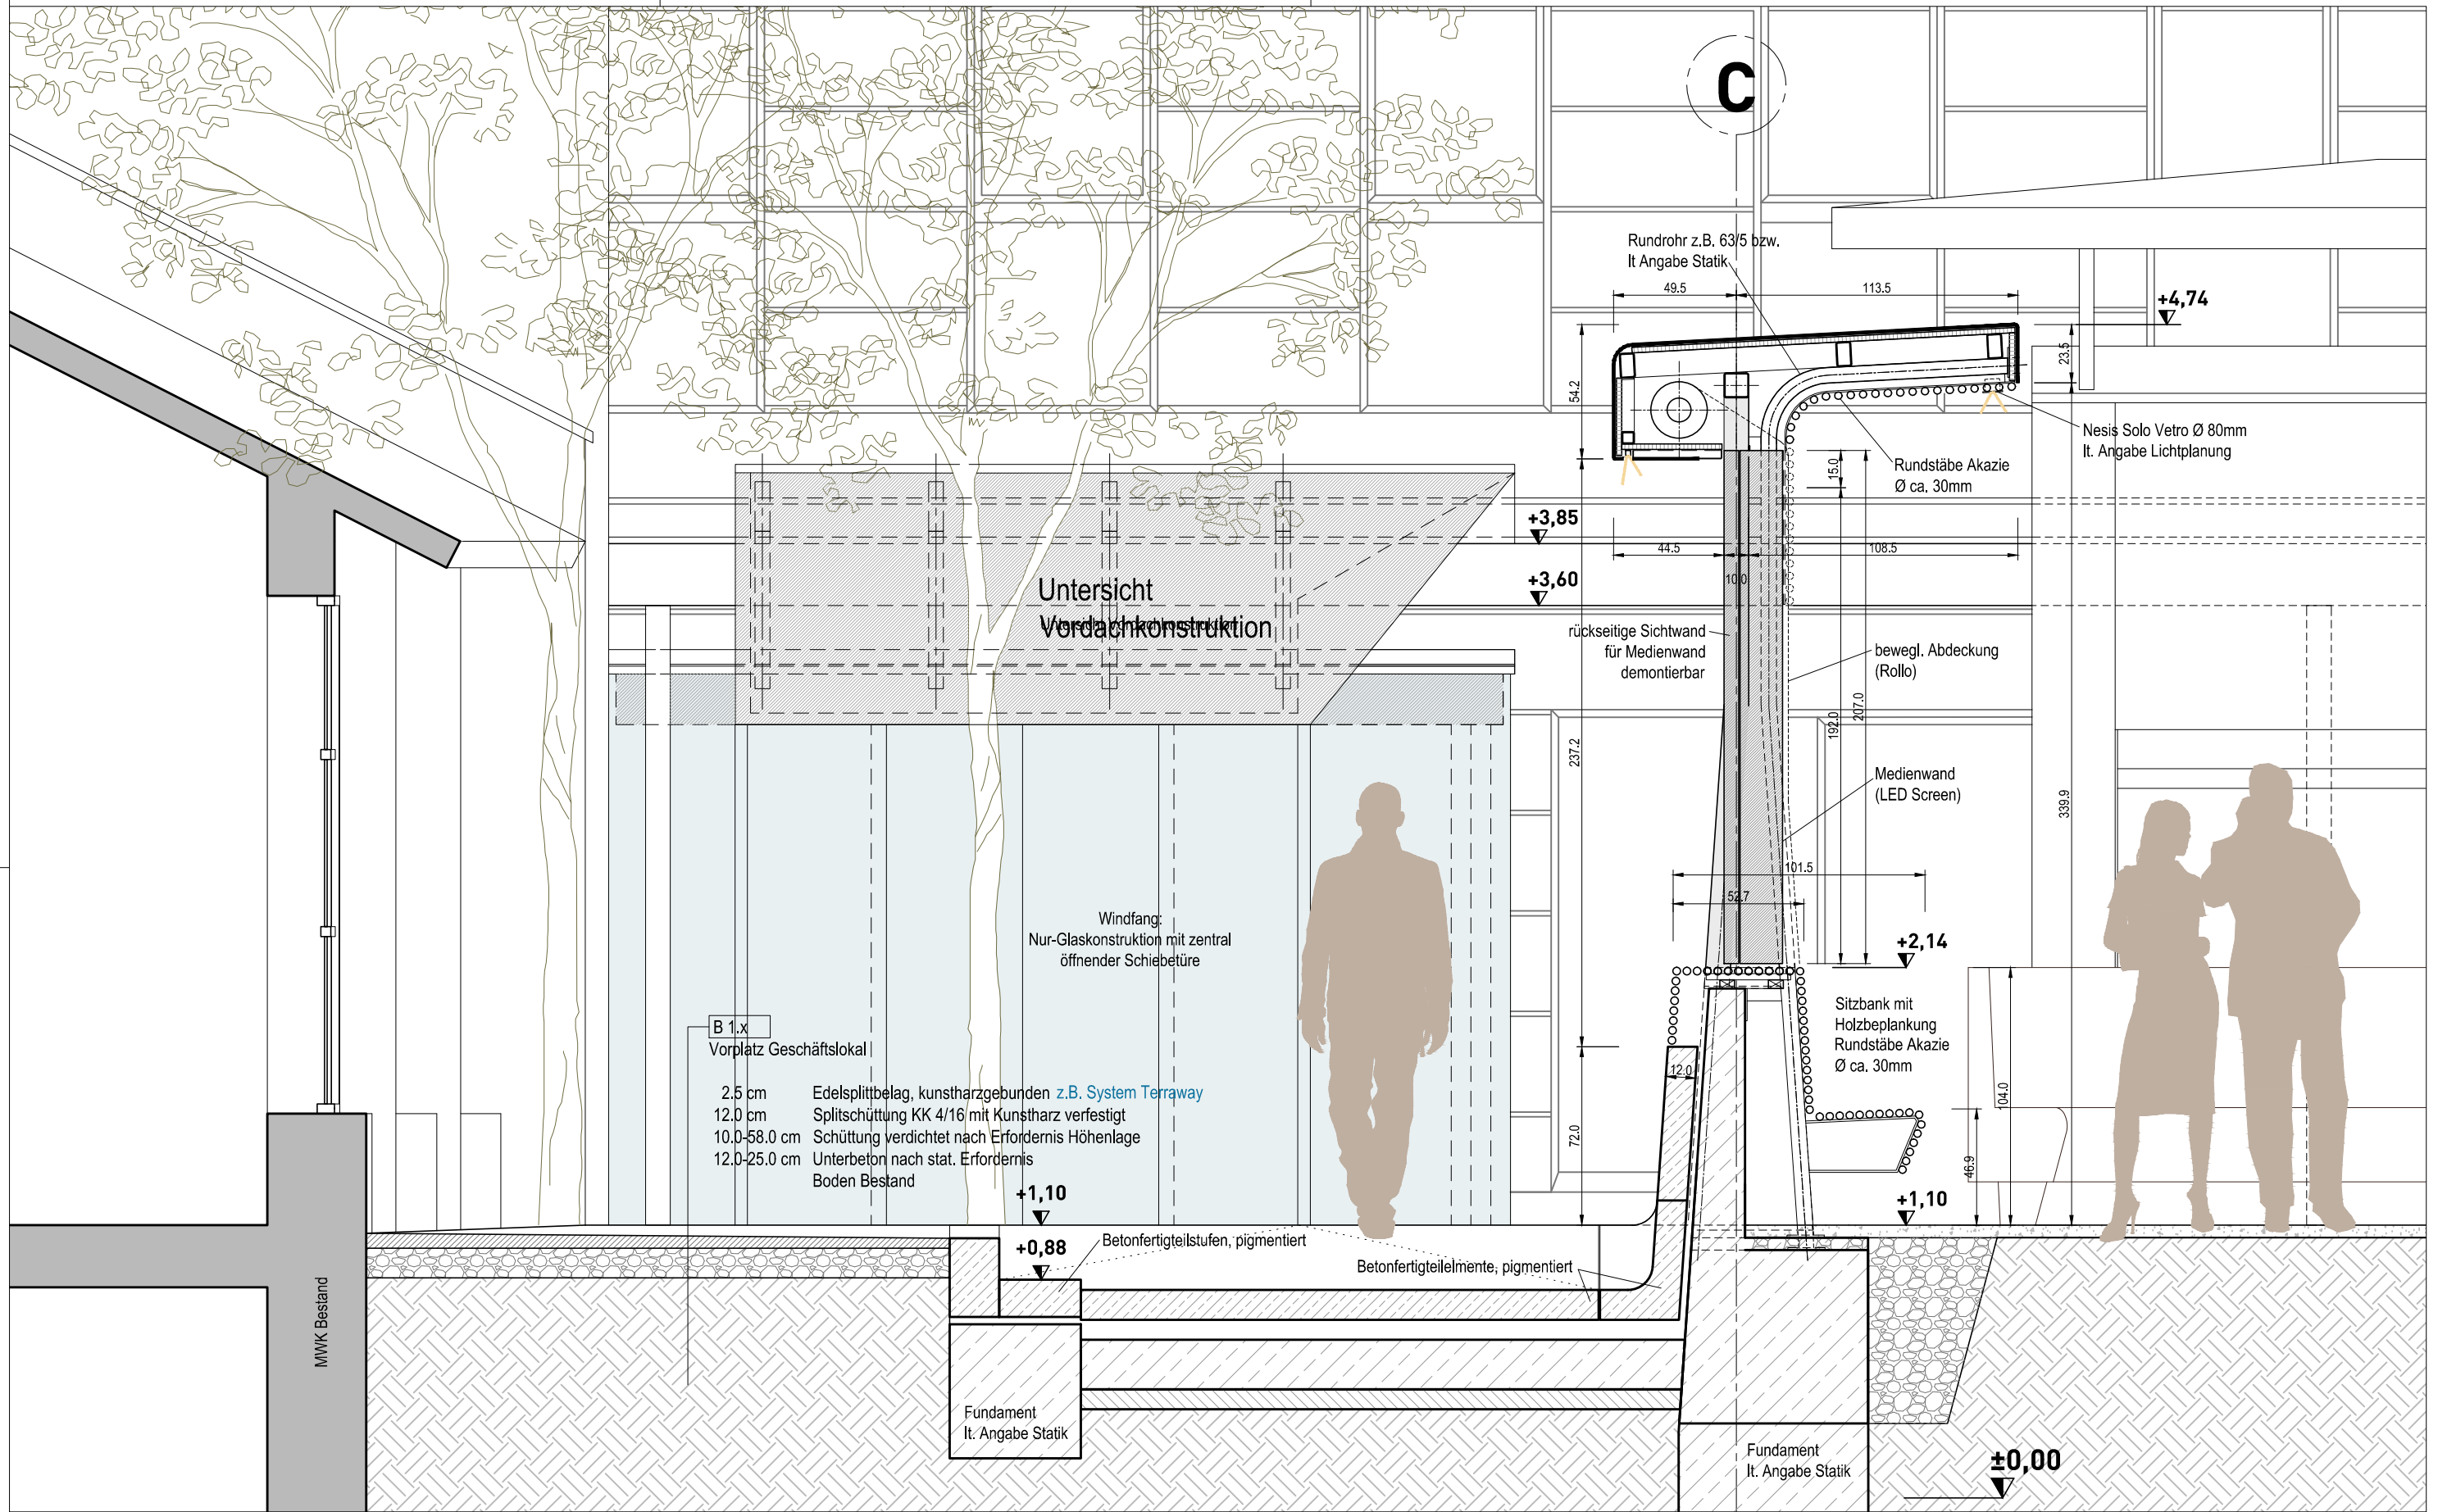 C
Rundrohr z.B. 63/5 bzw.
lt Angabe Statik
49.5
113.5
+4,74
23.5
54.2
Nesis Solo Vetro Ø 80mm
lt. Angabe Lichtplanung
Rundstäbe Akazie
Ø ca. 30mm
15.0
+3,85
44.5
108.5
10.0
+3,60
Untersicht
Vordachkonstruktion
Untersicht Vordachkonstruktion
rückseitige Sichtwand
für Medienwand
demontierbar
bewegl. Abdeckung
(Rollo)
192.0
207.0
237.2
Medienwand
(LED Screen)
339.9
101.5
52.7
Windfang:
Nur-Glaskonstruktion mit zentral
öffnender Schiebetüre
+2,14
Sitzbank mit
Holzbeplankung
Rundstäbe Akazie
Ø ca. 30mm
B 1.x
Vorplatz Geschäftslokal
2.5 cm Edelsplittbelag, kunstharzgebunden z.B. System Terraway
12.0 cm Splitschüttung KK 4/16 mit Kunstharz verfestigt
10.0-58.0 cm Schüttung verdichtet nach Erfordernis Höhenlage
12.0-25.0 cm Unterbeton nach stat. Erfordernis
Boden Bestand
12.0
72.0
104.0
46.9
+1,10
+1,10
+0,88
Betonfertigteilstufen, pigmentiert
Betonfertigteilelmente, pigmentiert
MWK Bestand
Fundament
lt. Angabe Statik
Fundament
lt. Angabe Statik
±0,00